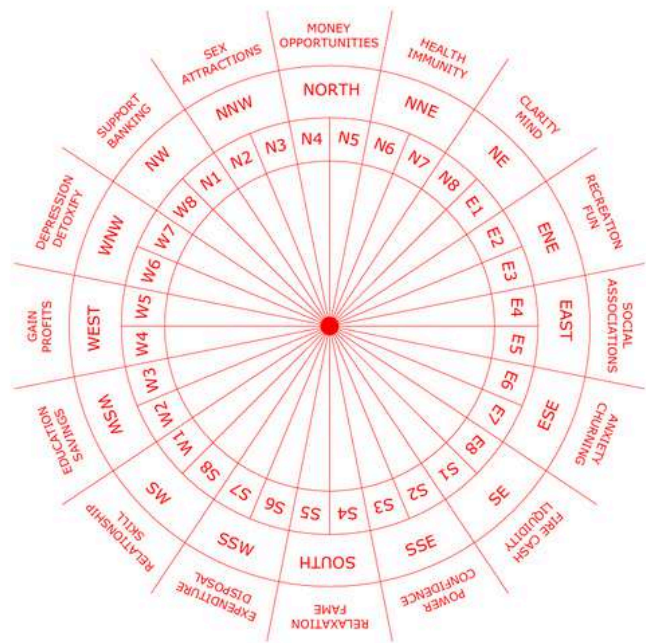 MONEY
OPPORTUNITIES
HEALTH
IMMUNITY
CLARITY
MIND
RECREATION
FUN
SOCIAL
ASSOCIATIONS
ANXIETY
CHURNING
FIRE CASH
LIQUIDITY
POWER
CONFIDENCE
RELAXATION
FAME
EXPENDITURE
DISPOSAL
RELATIONSHIP
SKILL
EDUCATION
SAVINGS
GAIN
PROFITS
DEPRESSION
DETOXIFY
SUPPORT
BANKING
SEX
ATTRACTIONS
NORTH
NNE
NE
ENE
EAST
ESE
SE
SSE
SOUTH
SSW
SW
WSW
WEST
WNW
NW
NNW
N1
N2
N3
N4
N5
N6
N7
N8
E1
E2
E3
E4
E5
E6
E7
E8
S1
S2
S3
S4
S5
S6
S7
S8
W1
W2
W3
W4
W5
W6
W7
W8